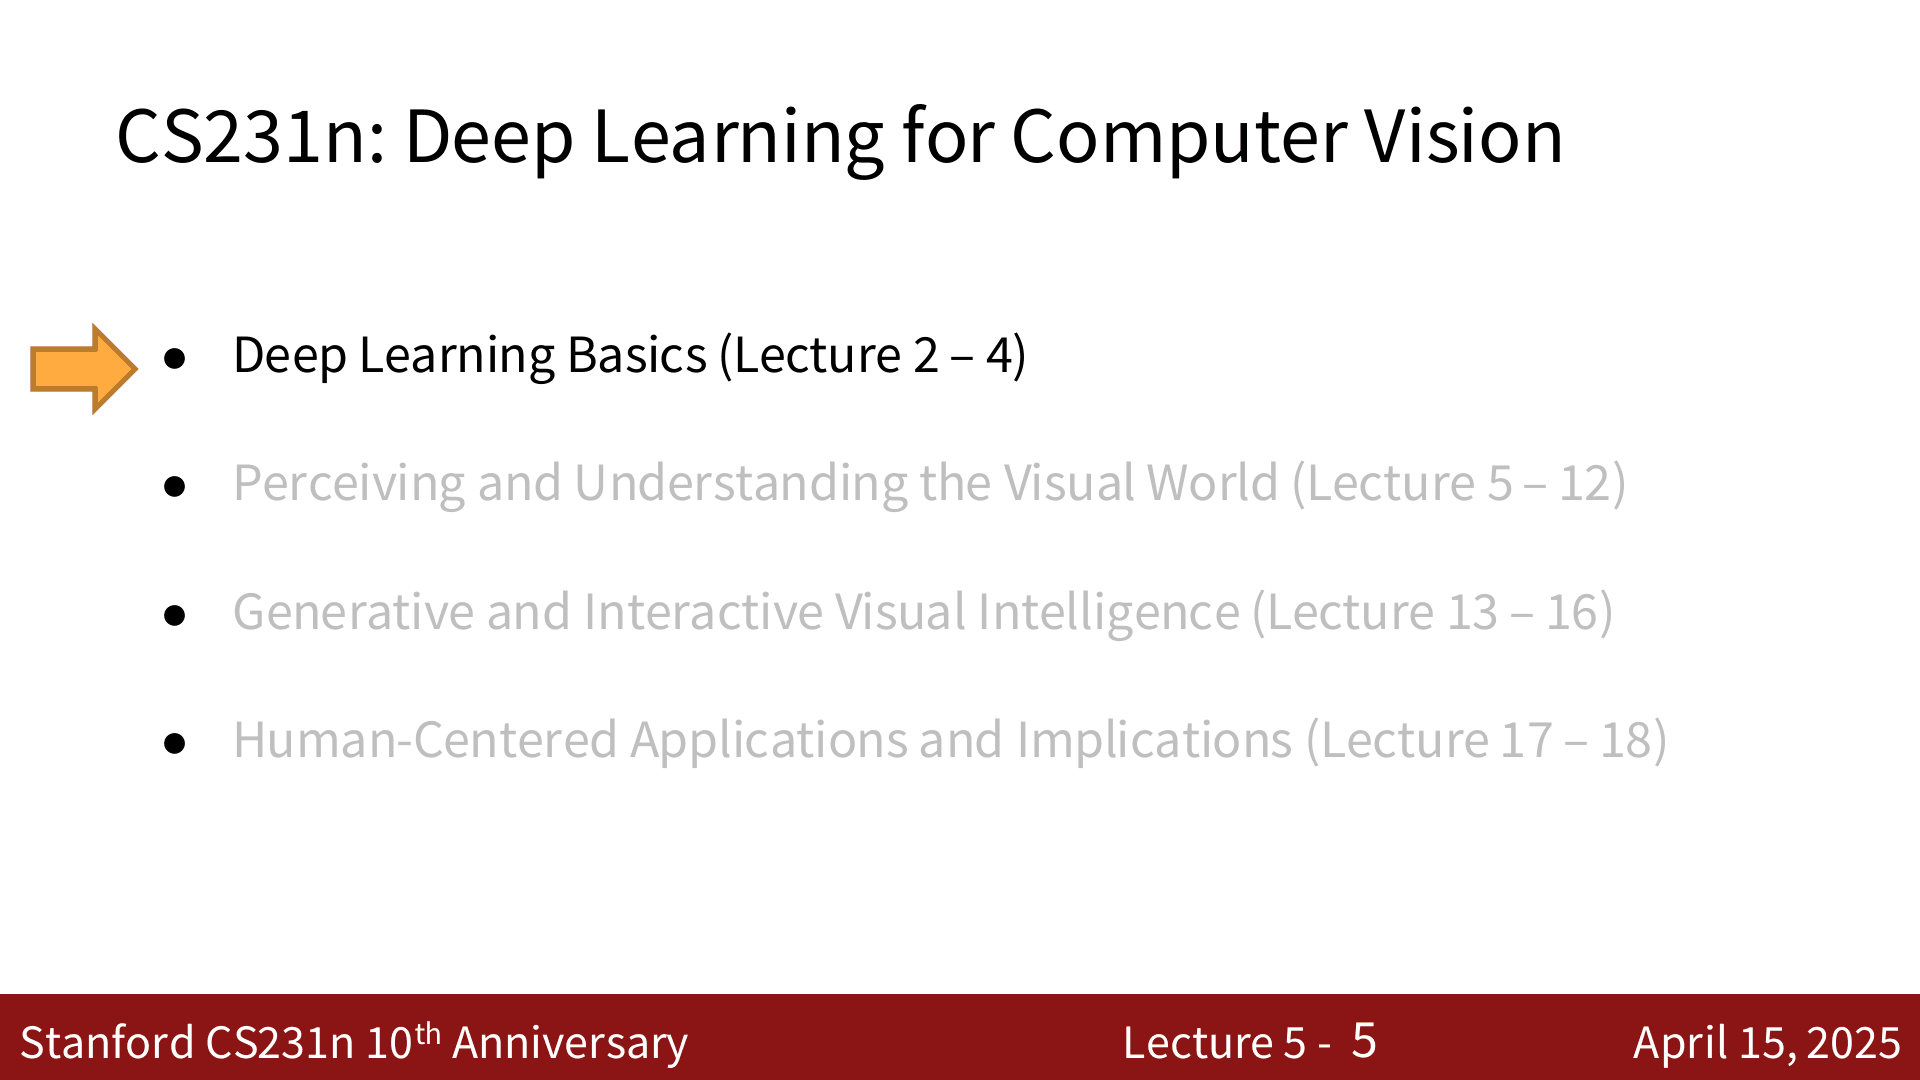 CS231n: Deep Learning for Computer Vision
● Deep Learning Basics (Lecture 2 – 4)
● Perceiving and Understanding the Visual World (Lecture 5 – 12)
● Generative and Interactive Visual Intelligence (Lecture 13 – 16)
● Human-Centered Applications and Implications (Lecture 17 – 18)
Stanford CS231n 10th Anniversary Lecture 5 - 5 April 15, 2025